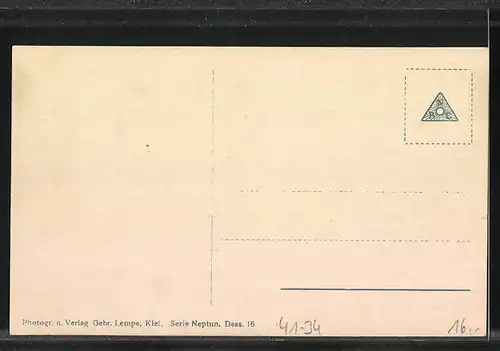 N
B C
Photogr. u. Verlag Gebr. Lempe, Kiel. Serie Neptun. Dess. 16
41-34
16,-